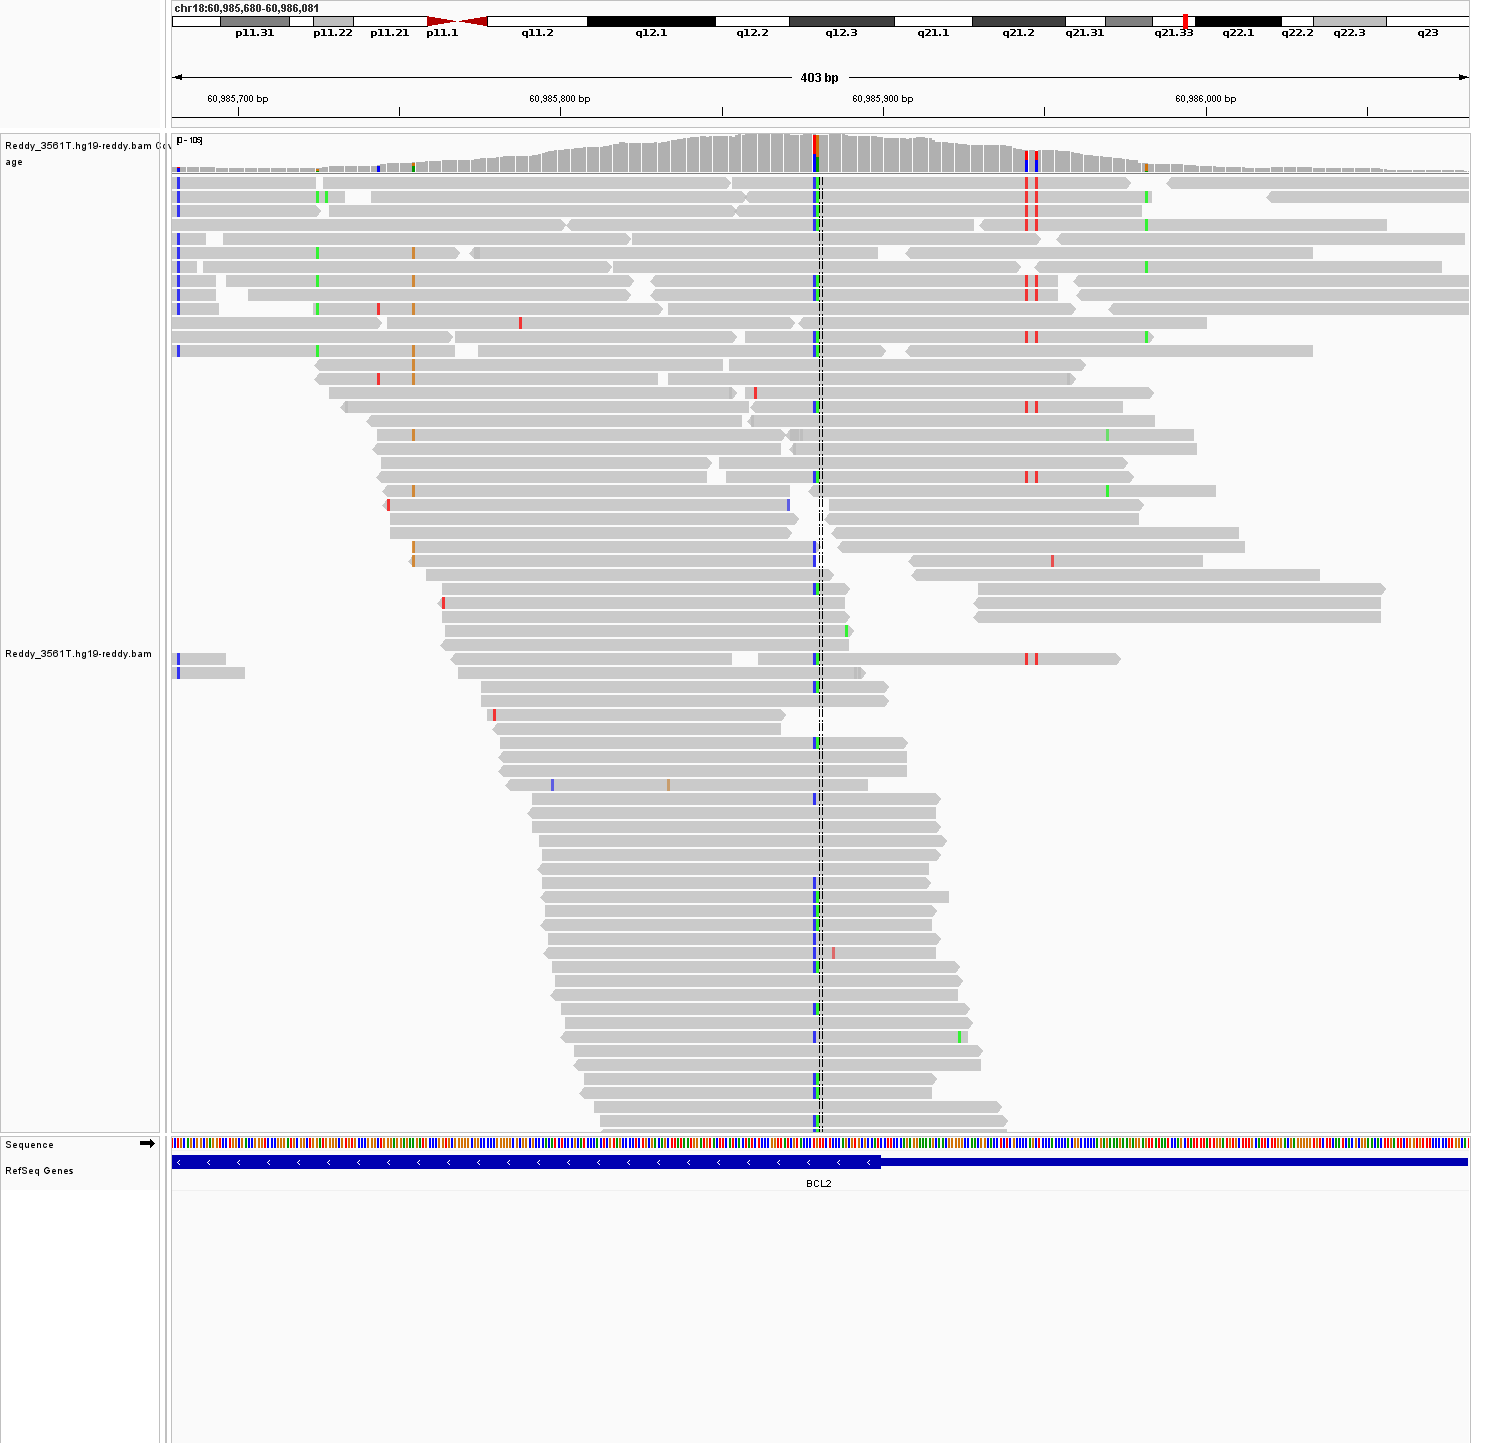 chr18:60,985,680-60,986,081
p11.31 p11.22 p11.21 p11.1 q11.2 q12.1 q12.2 q12.3 q21.1 q21.2 q21.31 q21.33 q22.1 q22.2 q22.3 q23
403 bp
60,985,700 bp 60,985,800 bp 60,985,900 bp 60,986,000 bp
Reddy_3561T.hg19-reddy.bam Cov
age
[0 - 106]
Reddy_3561T.hg19-reddy.bam
Sequence
RefSeq Genes
BCL2